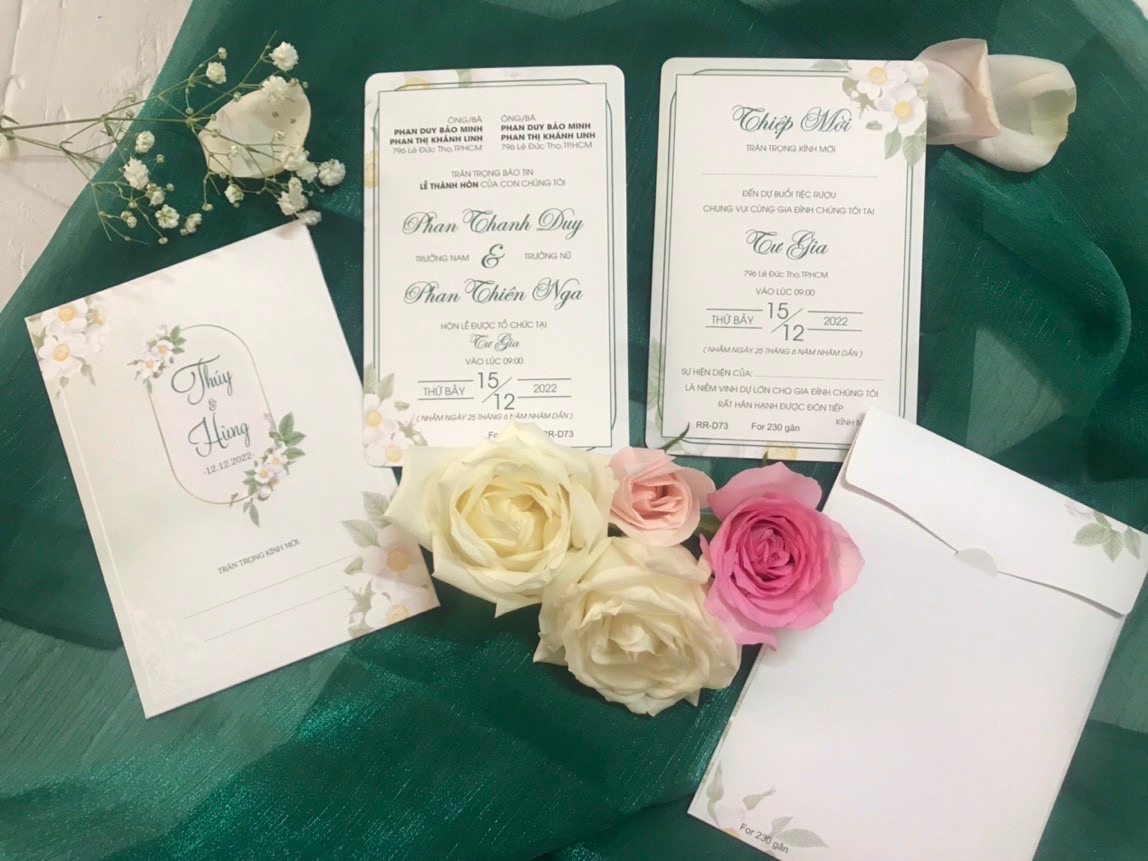 ÔNG/BÀ
PHAN DUY BẢO MINH
PHAN THỊ KHÁNH LINH
796 Lê Đức Thọ,TP.HCM
ÔNG/BÀ
PHAN DUY BẢO MINH
PHAN THỊ KHÁNH LINH
796 Lê Đức Thọ,TP.HCM
TRÂN TRỌNG BÁO TIN
LỄ THÀNH HÔN CỦA CON CHÚNG TÔI
Phan Thanh Duy
TRƯỞNG NAM & TRƯỞNG NỮ
Phan Thiên Nga
HÔN LỄ ĐƯỢC TỔ CHỨC TẠI
Tư Gia
VÀO LÚC 09:00
THỨ BẢY 15/12 2022
( NHẰM NGÀY 25 THÁNG 6 NĂM NHÂM DẦN )
For RR-D73
Thiệp Mời
TRÂN TRỌNG KÍNH MỜI
ĐẾN DỰ BUỔI TIỆC RƯỢU
CHUNG VUI CÙNG GIA ĐÌNH CHÚNG TÔI TẠI
Tư Gia
796 Lê Đức Thọ,TP.HCM
VÀO LÚC 09:00
THỨ BẢY 15/12 2022
( NHẰM NGÀY 25 THÁNG 6 NĂM NHÂM DẦN )
SỰ HIỆN DIỆN CỦA:
LÀ NIỀM VINH DỰ LỚN CHO GIA ĐÌNH CHÚNG TÔI
RẤT HÂN HẠNH ĐƯỢC ĐÓN TIẾP
KÍNH
RR-D73 For 230 gân
Thúy
&
Hùng
-12.12.2022-
TRÂN TRỌNG KÍNH MỜI
For 230 gân